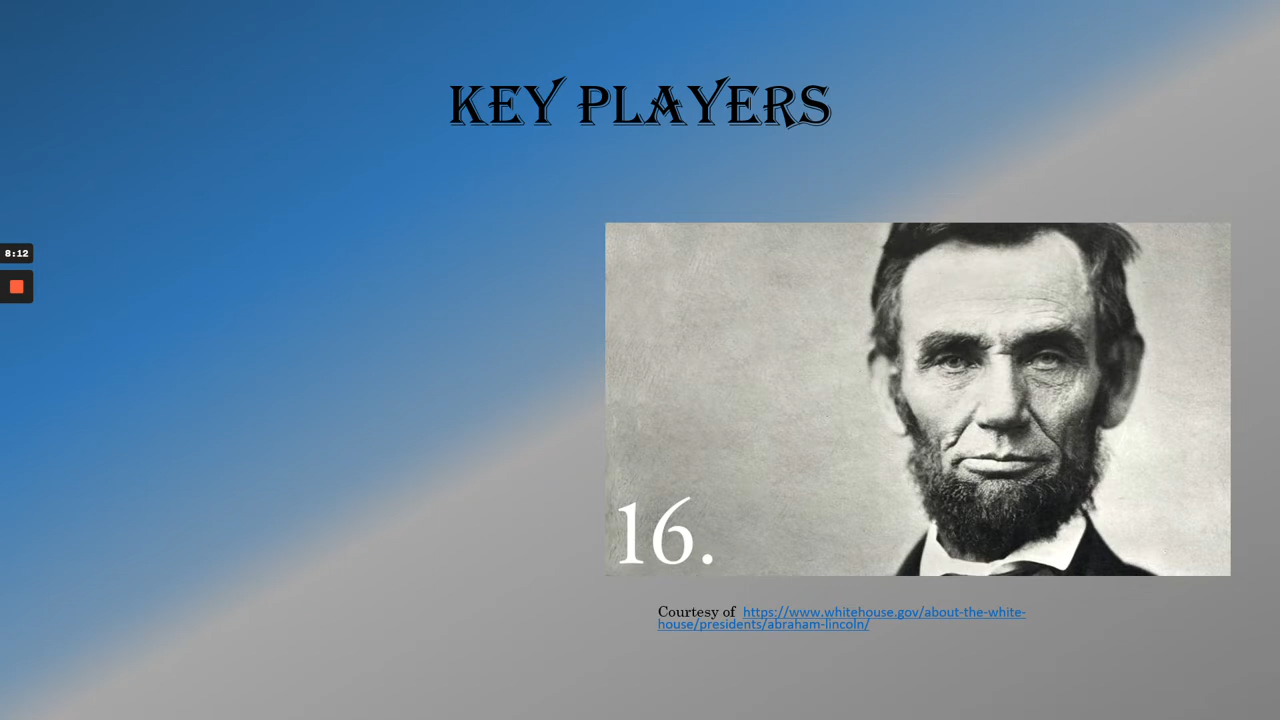 KEY PLAYERS
8:12
16.
Courtesy of https://www.whitehouse.gov/about-the-white-
house/presidents/abraham-lincoln/